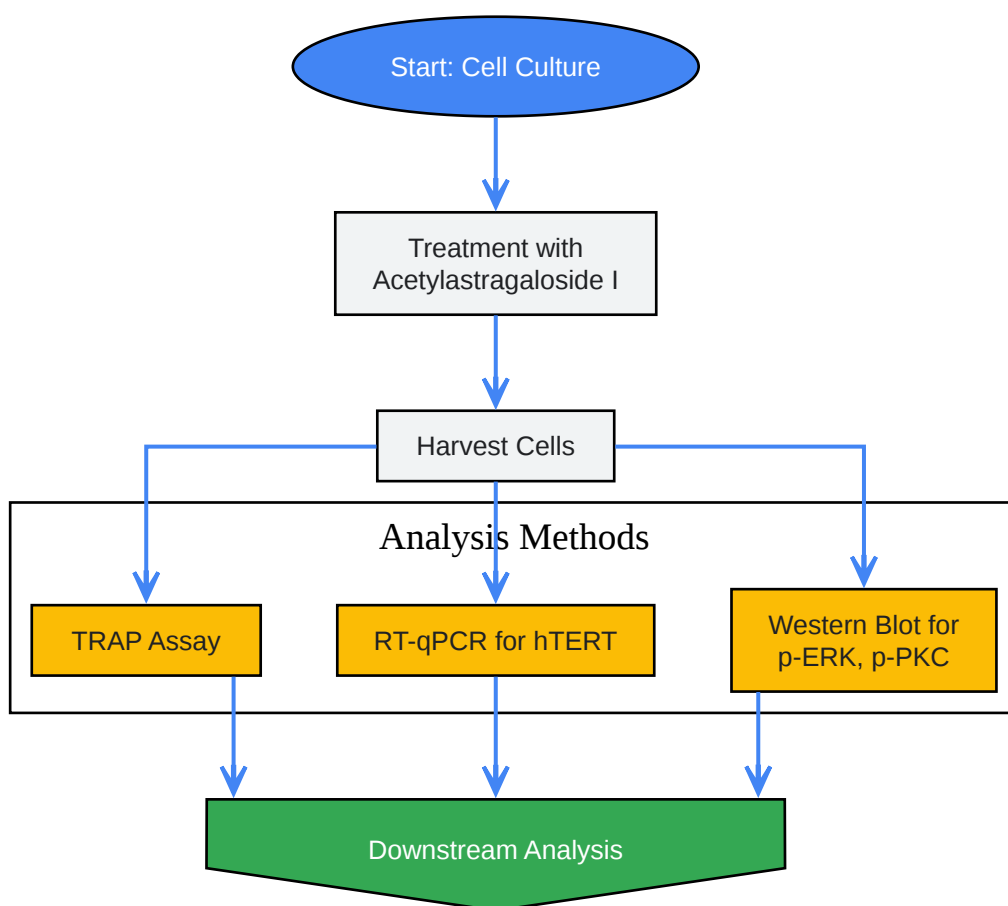 Start: Cell Culture
Treatment with
Acetylastragaloside I
Harvest Cells
Analysis Methods
TRAP Assay
RT-qPCR for hTERT
Western Blot for
p-ERK, p-PKC
Downstream Analysis